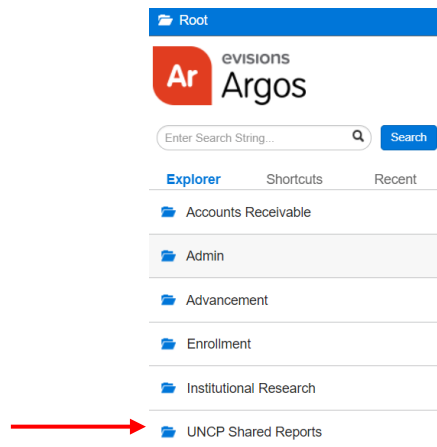 Root
Ar
evisions
Argos
Enter Search String...
Search
Explorer Shortcuts Recent
Accounts Receivable
Admin
Advancement
Enrollment
Institutional Research
UNCP Shared Reports